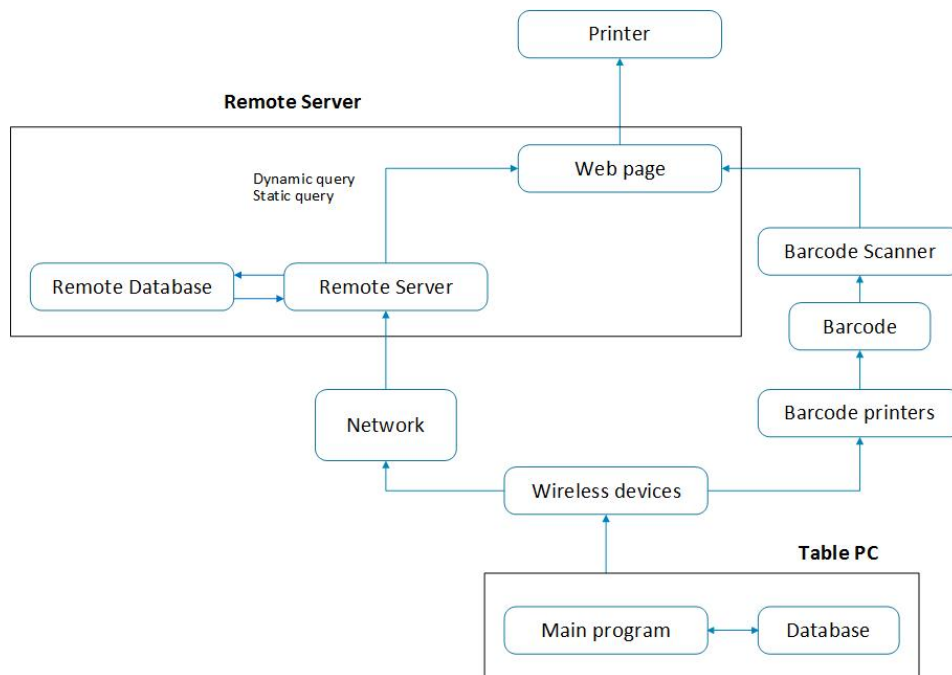 Printer
Remote Server
Web page
Dynamic query
Static query
Barcode Scanner
Remote Database
Remote Server
Barcode
Network
Barcode printers
Wireless devices
Table PC
Main program
Database